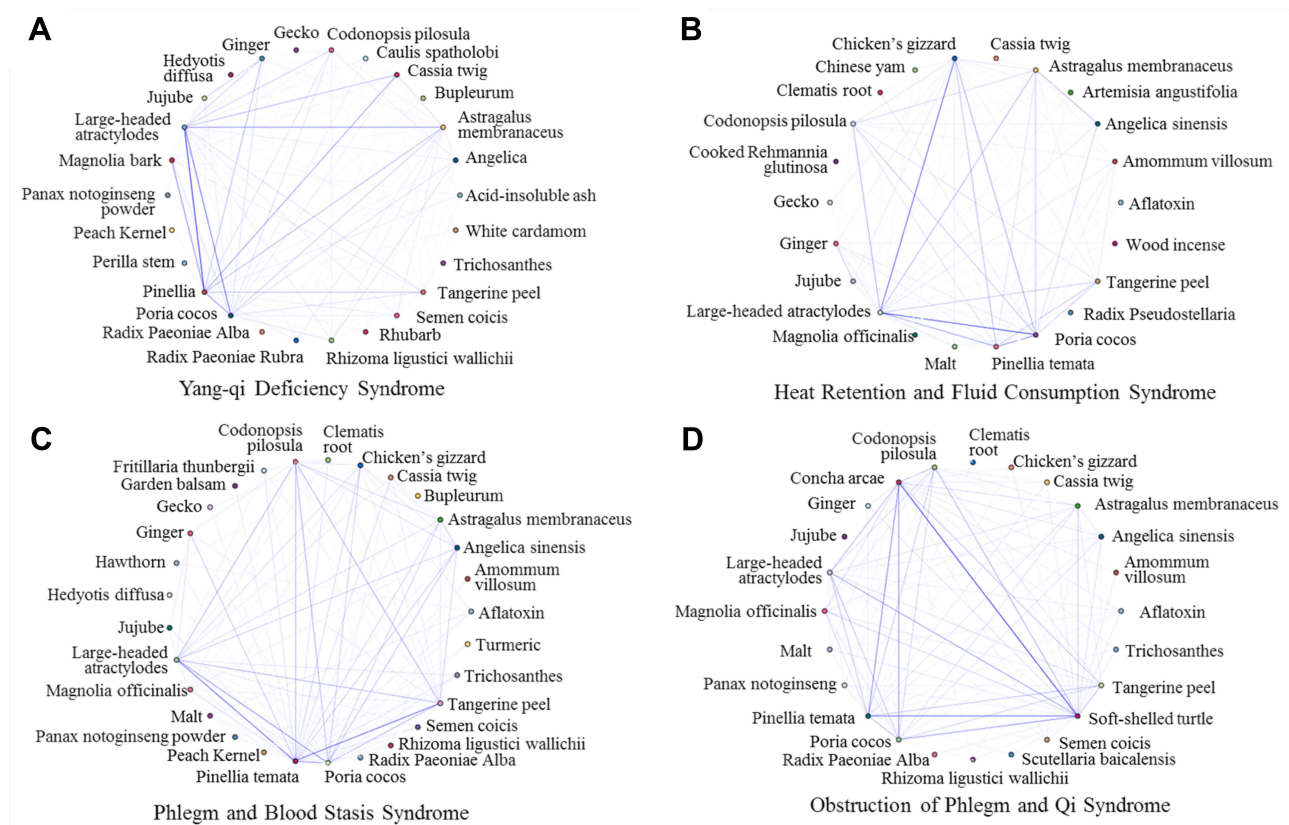 A
Gecko
Codonopsis pilosula
Ginger
Caulis spatholobi
Hedyotis
diffusa
Cassia twig
Jujube
Bupleurum
Large-headed
atractylodes
Astragalus
membranaceus
Magnolia bark
Angelica
Panax notoginseng
powder
Acid-insoluble ash
Peach Kernel
White cardamom
Perilla stem
Trichosanthes
Pinellia
Tangerine peel
Poria cocos
Semen coicis
Radix Paeoniae Alba
Rhubarb
Radix Paeoniae Rubra
Rhizoma ligustici wallichii
Yang-qi Deficiency Syndrome
B
Chicken's gizzard
Cassia twig
Chinese yam
Astragalus membranaceus
Clematis root
Artemisia angustifolia
Codonopsis pilosula
Angelica sinensis
Cooked Rehmannia
glutinosa
Amommum villosum
Gecko
Aflatoxin
Ginger
Wood incense
Jujube
Tangerine peel
Large-headed atractylodes
Radix Pseudostellaria
Magnolia officinalis
Poria cocos
Malt
Pinellia temata
Heat Retention and Fluid Consumption Syndrome
C
Codonopsis
pilosula
Clematis
root
Fritillaria thunbergii
Chicken's gizzard
Garden balsam
Cassia twig
Gecko
Bupleurum
Ginger
Astragalus membranaceus
Hawthorn
Angelica sinensis
Hedyotis diffusa
Amommum
villosum
Jujube
Aflatoxin
Large-headed
atractylodes
Turmeric
Magnolia officinalis
Trichosanthes
Malt
Tangerine peel
Panax notoginseng powder
Semen coicis
Peach Kernel
Rhizoma ligustici wallichii
Pinellia temata
Radix Paeoniae Alba
Poria cocos
Phlegm and Blood Stasis Syndrome
D
Codonopsis
pilosula
Clematis
root
Concha arcae
Chicken's gizzard
Ginger
Cassia twig
Jujube
Astragalus membranaceus
Large-headed
atractylodes
Angelica sinensis
Magnolia officinalis
Amommum
villosum
Malt
Aflatoxin
Panax notoginseng
Trichosanthes
Pinellia temata
Tangerine peel
Poria cocos
Soft-shelled turtle
Radix Paeoniae Alba
Semen coicis
Rhizoma ligustici wallichii
Scutellaria baicalensis
Obstruction of Phlegm and Qi Syndrome